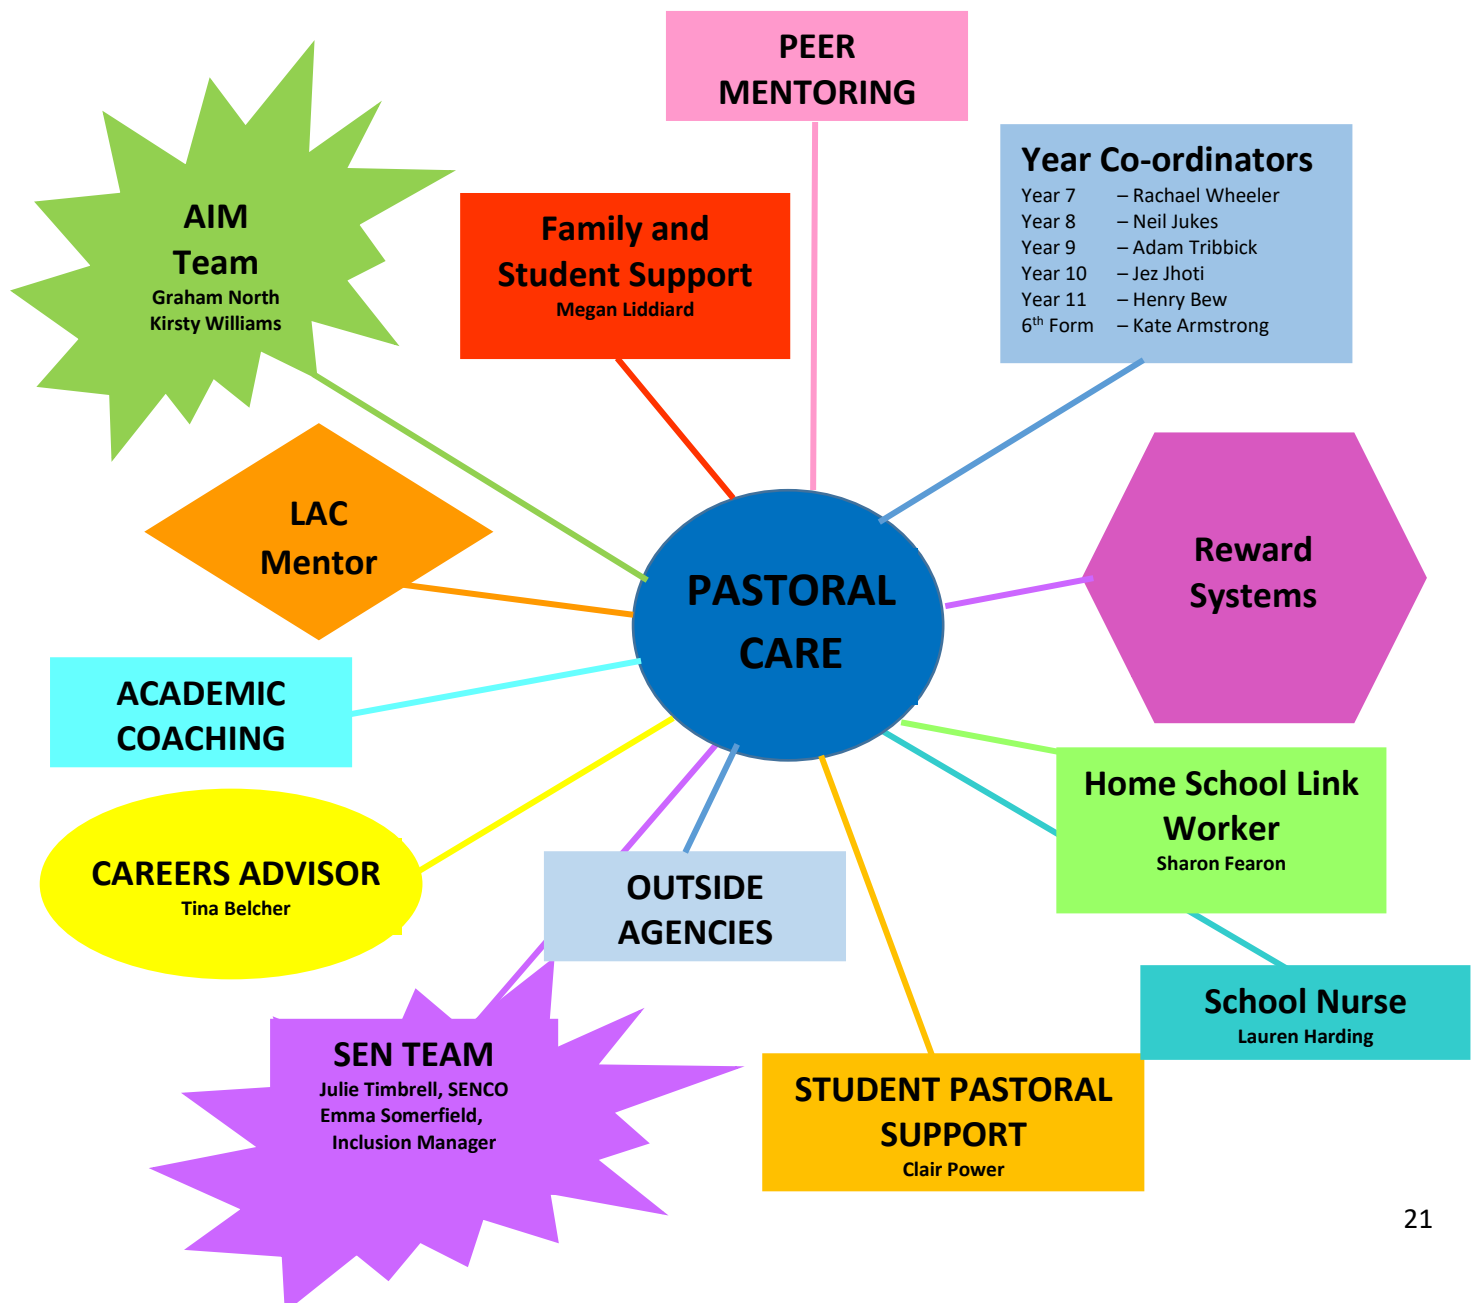 PEER
MENTORING
Year Co-ordinators
Year 7 – Rachael Wheeler
Year 8 – Neil Jukes
Year 9 – Adam Tribbick
Year 10 – Jez Jhoti
Year 11 – Henry Bew
6th Form – Kate Armstrong
AIM
Team
Graham North
Kirsty Williams
Family and
Student Support
Megan Liddiard
LAC
Mentor
PASTORAL
CARE
Reward
Systems
ACADEMIC
COACHING
Home School Link
Worker
Sharon Fearon
CAREERS ADVISOR
Tina Belcher
OUTSIDE
AGENCIES
School Nurse
Lauren Harding
SEN TEAM
Julie Timbrell, SENCO
Emma Somerfield,
Inclusion Manager
STUDENT PASTORAL
SUPPORT
Clair Power
21